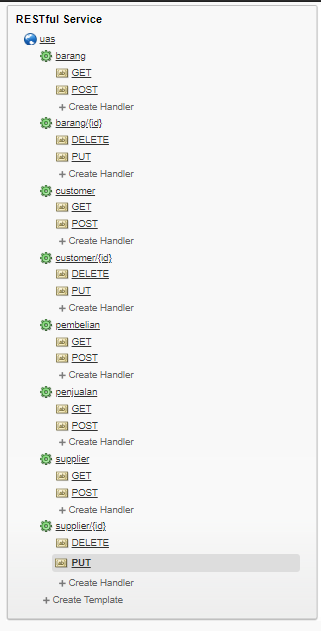 RESTful Service
uas
barang
GET
POST
+ Create Handler
barang/{id}
DELETE
PUT
+ Create Handler
customer
GET
POST
+ Create Handler
customer/{id}
DELETE
PUT
+ Create Handler
pembelian
GET
POST
+ Create Handler
penjualan
GET
POST
+ Create Handler
supplier
GET
POST
+ Create Handler
supplier/{id}
DELETE
PUT
+ Create Handler
+ Create Template